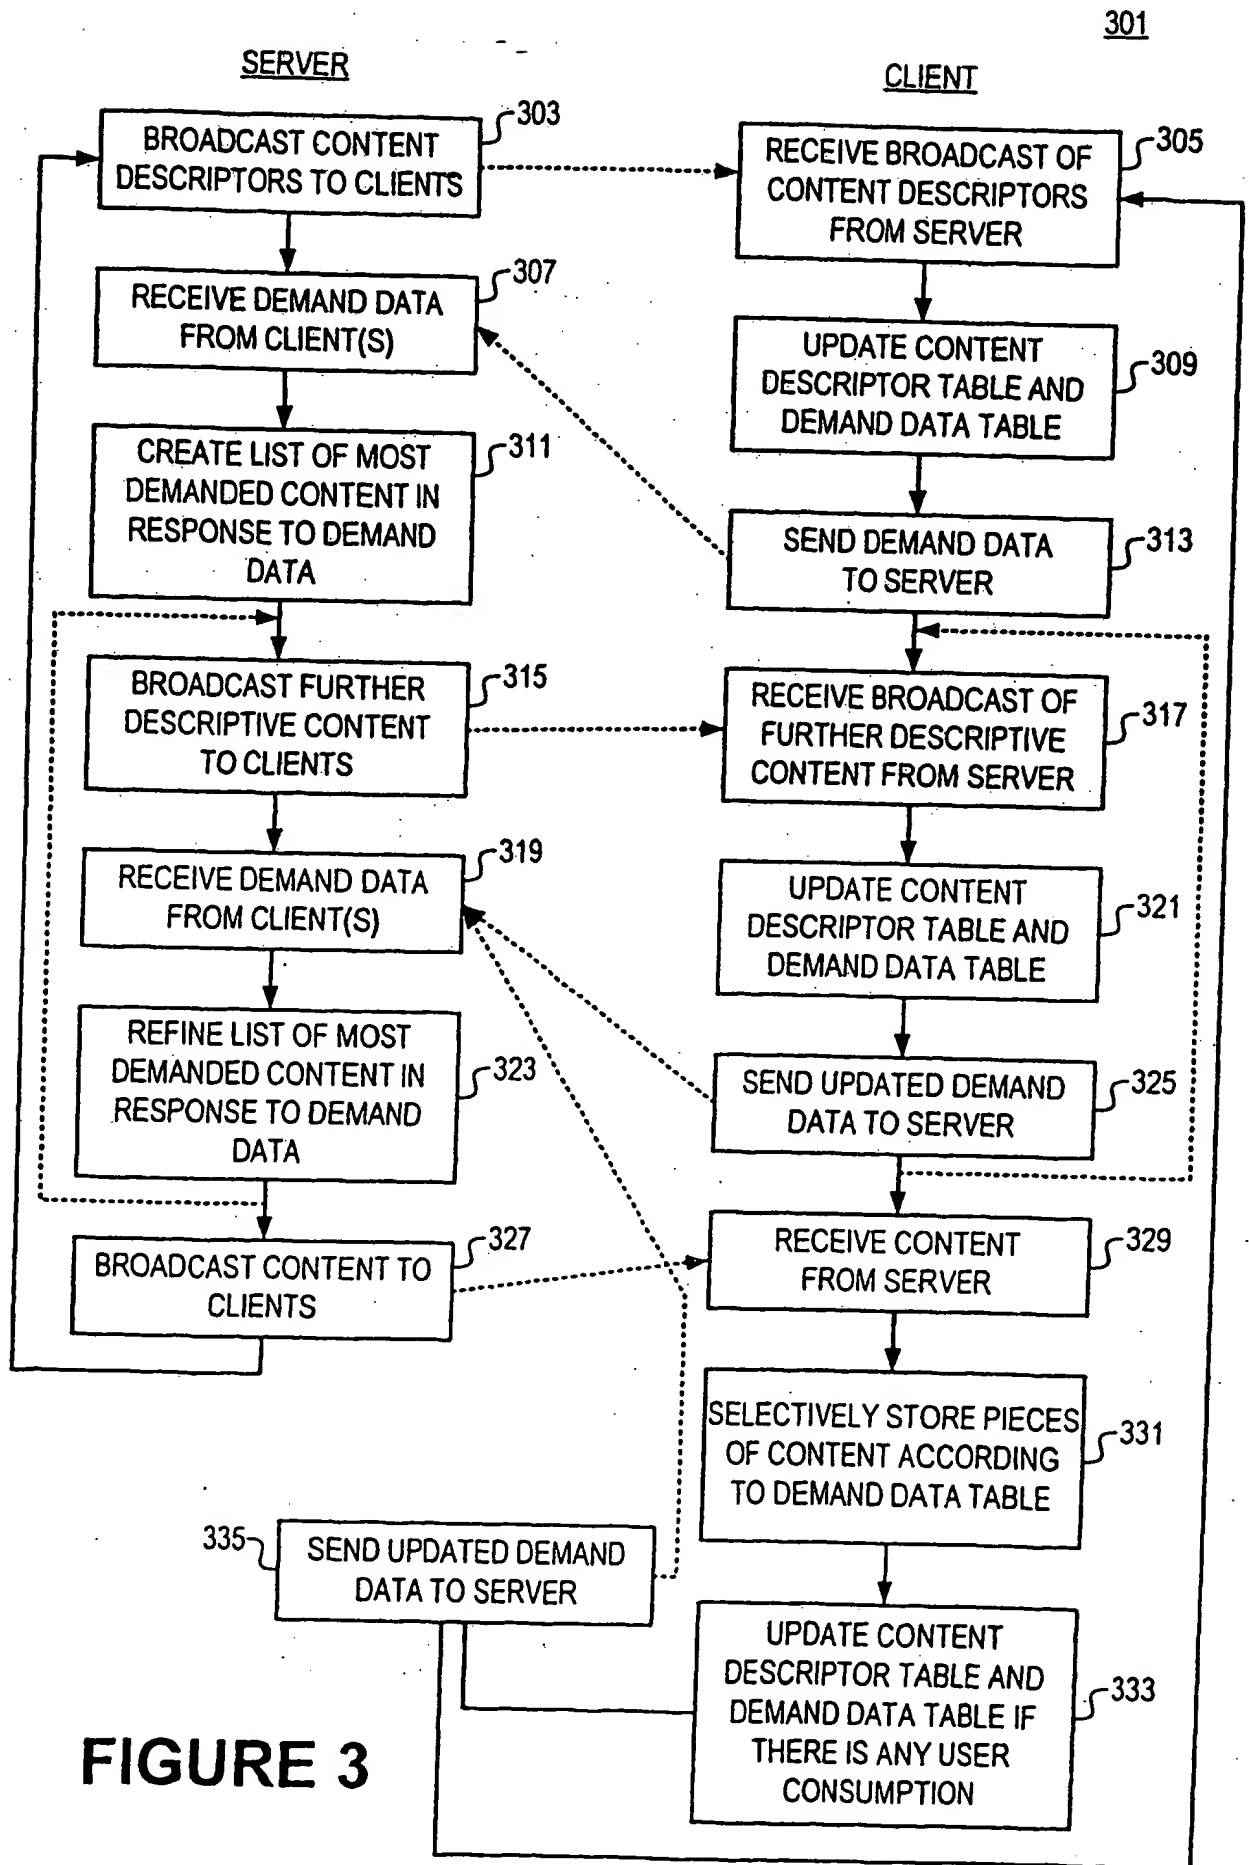 301
SERVER
CLIENT
303
BROADCAST CONTENT
DESCRIPTORS TO CLIENTS
305
RECEIVE BROADCAST OF
CONTENT DESCRIPTORS
FROM SERVER
307
RECEIVE DEMAND DATA
FROM CLIENT(S)
309
UPDATE CONTENT
DESCRIPTOR TABLE AND
DEMAND DATA TABLE
311
CREATE LIST OF MOST
DEMANDED CONTENT IN
RESPONSE TO DEMAND
DATA
313
SEND DEMAND DATA
TO SERVER
315
BROADCAST FURTHER
DESCRIPTIVE CONTENT
TO CLIENTS
317
RECEIVE BROADCAST OF
FURTHER DESCRIPTIVE
CONTENT FROM SERVER
319
RECEIVE DEMAND DATA
FROM CLIENT(S)
321
UPDATE CONTENT
DESCRIPTOR TABLE AND
DEMAND DATA TABLE
323
REFINE LIST OF MOST
DEMANDED CONTENT IN
RESPONSE TO DEMAND
DATA
325
SEND UPDATED DEMAND
DATA TO SERVER
327
BROADCAST CONTENT TO
CLIENTS
329
RECEIVE CONTENT
FROM SERVER
331
SELECTIVELY STORE PIECES
OF CONTENT ACCORDING
TO DEMAND DATA TABLE
335
SEND UPDATED DEMAND
DATA TO SERVER
333
UPDATE CONTENT
DESCRIPTOR TABLE AND
DEMAND DATA TABLE IF
THERE IS ANY USER
CONSUMPTION
FIGURE 3